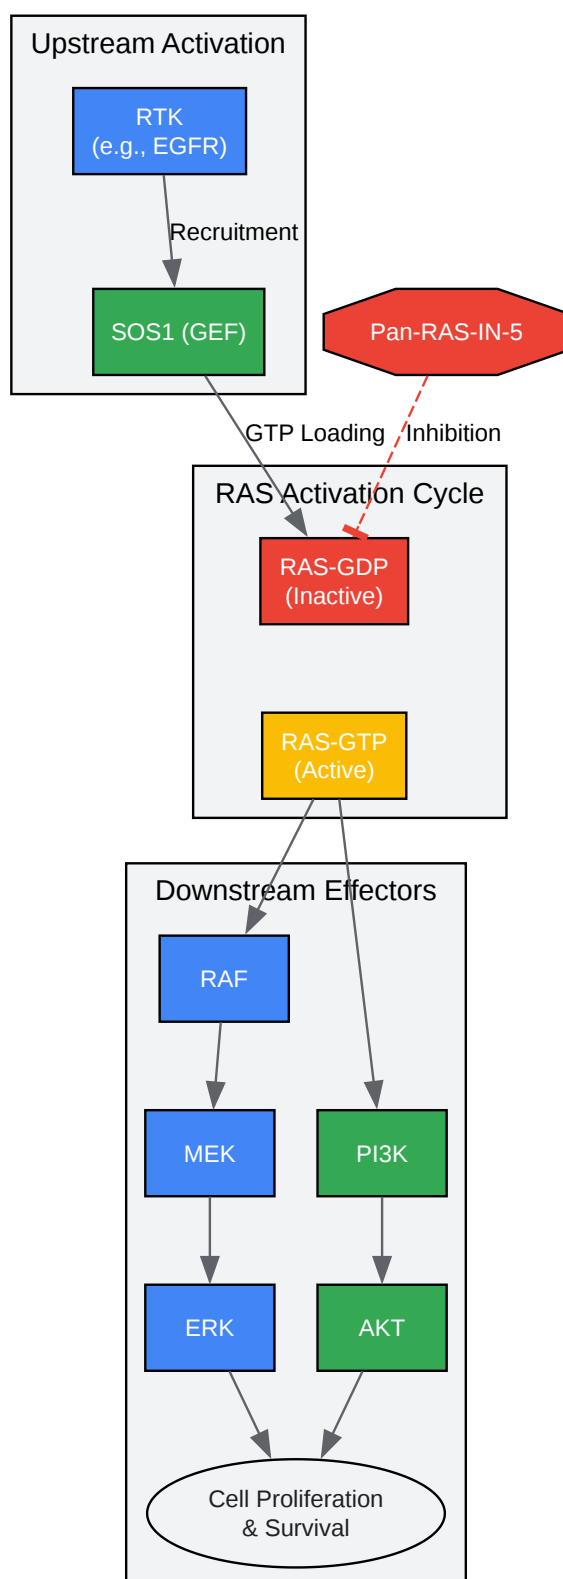 Upstream Activation
RTK
(e.g., EGFR)
Recruitment
SOS1 (GEF)
Pan-RAS-IN-5
GTP Loading
Inhibition
RAS Activation Cycle
RAS-GDP
(Inactive)
RAS-GTP
(Active)
Downstream Effectors
RAF
MEK
PI3K
ERK
AKT
Cell Proliferation
& Survival